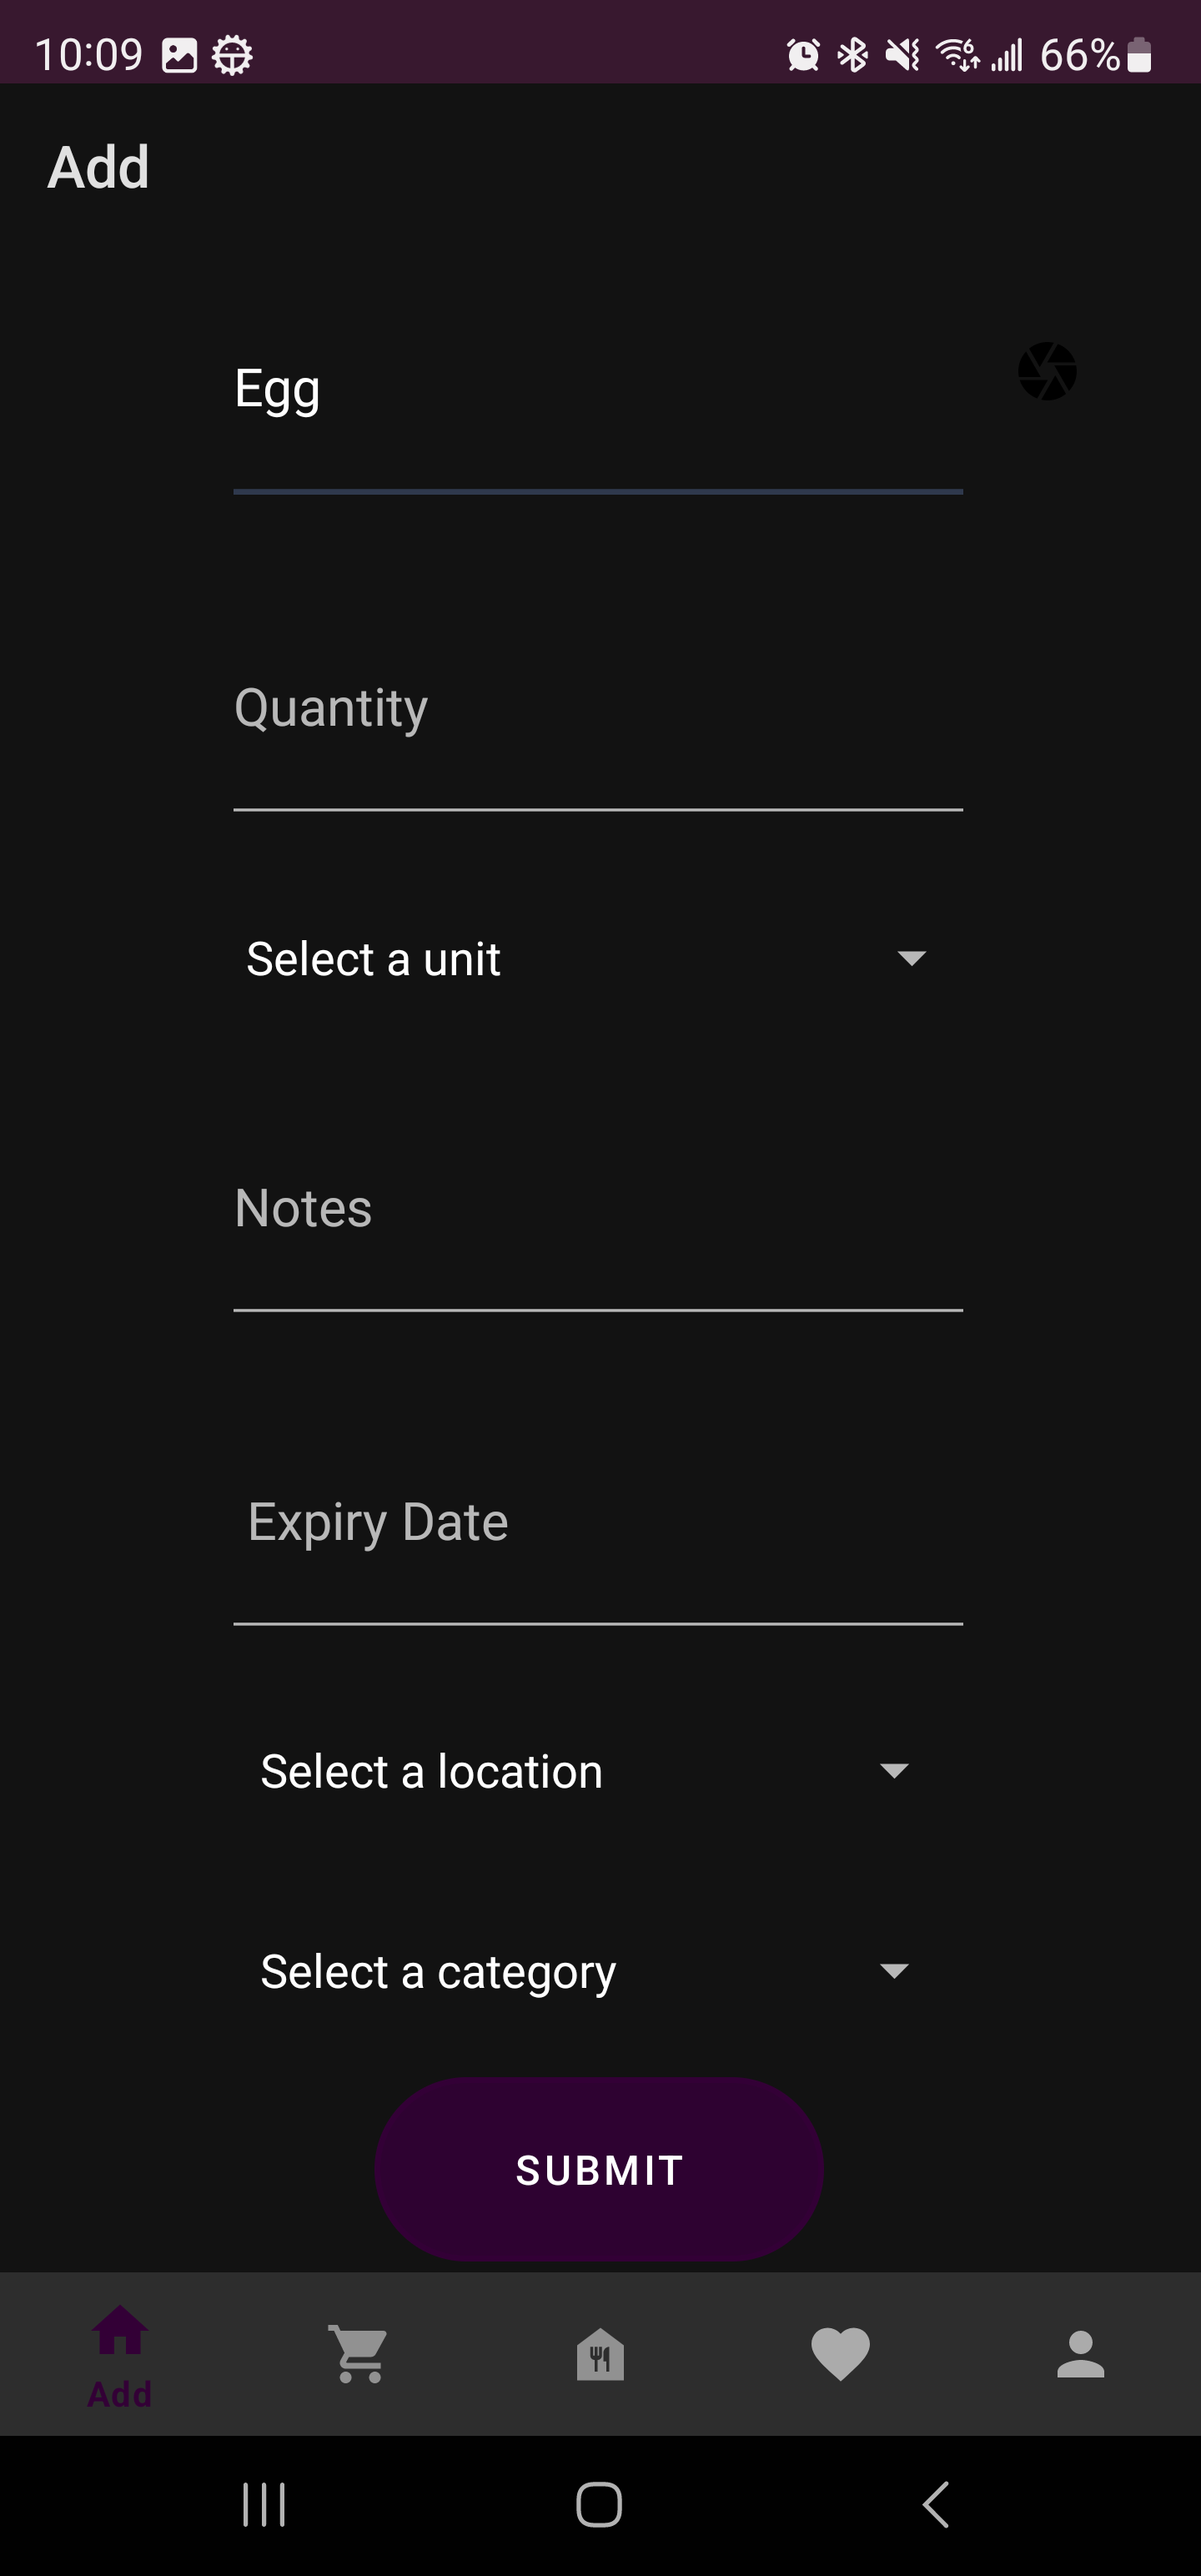 10:09 66%
Add
Egg
Quantity
Select a unit
Notes
Expiry Date
Select a location
Select a category
SUBMIT
Add